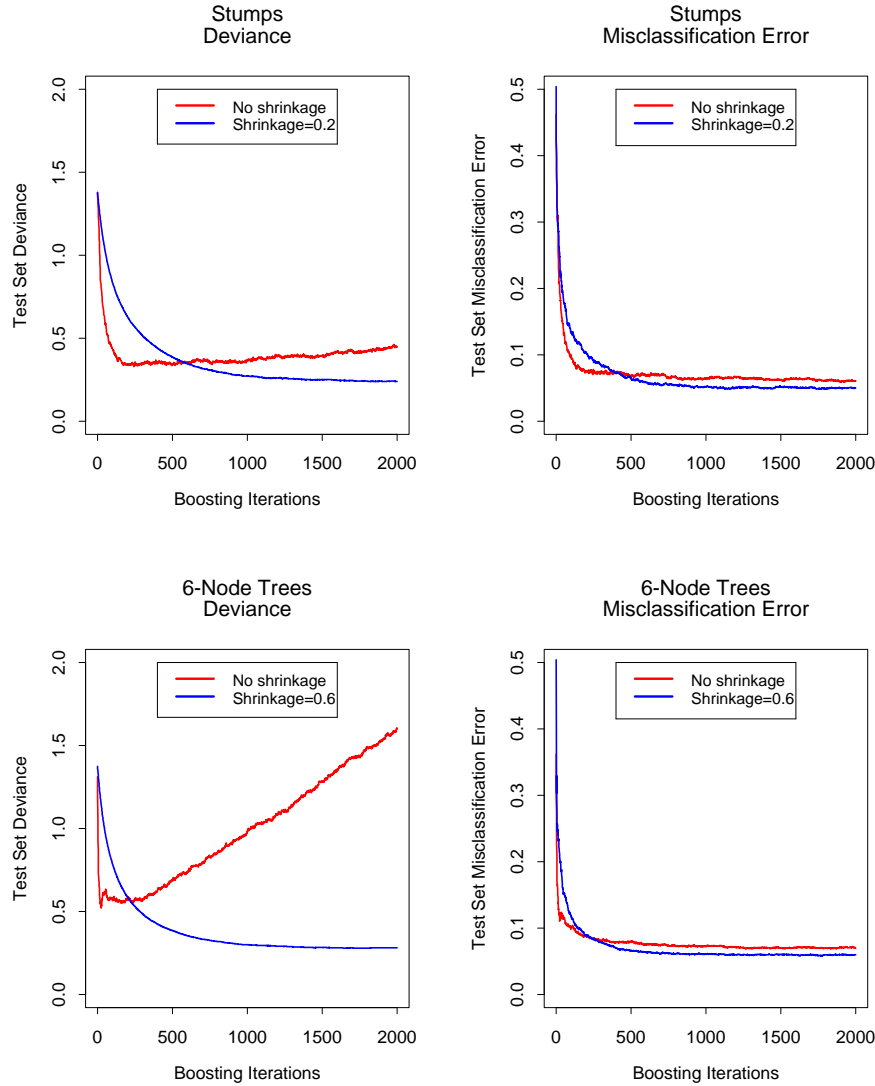 Stumps
Deviance
No shrinkage
Shrinkage=0.2
Test Set Deviance
0.0 0.5 1.0 1.5 2.0
0 500 1000 1500 2000
Boosting Iterations
Stumps
Misclassification Error
No shrinkage
Shrinkage=0.2
Test Set Misclassification Error
0.0 0.1 0.2 0.3 0.4 0.5
0 500 1000 1500 2000
Boosting Iterations
6-Node Trees
Deviance
No shrinkage
Shrinkage=0.6
Test Set Deviance
0.0 0.5 1.0 1.5 2.0
0 500 1000 1500 2000
Boosting Iterations
6-Node Trees
Misclassification Error
No shrinkage
Shrinkage=0.6
Test Set Misclassification Error
0.0 0.1 0.2 0.3 0.4 0.5
0 500 1000 1500 2000
Boosting Iterations